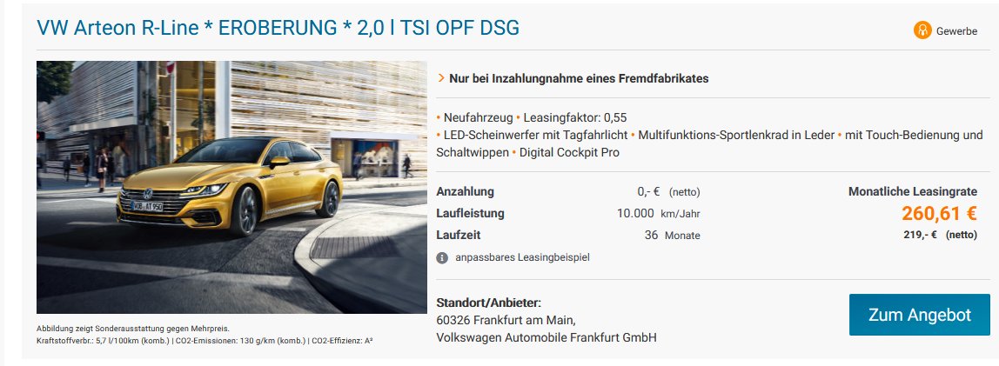 VW Arteon R-Line * EROBERUNG * 2,0 l TSI OPF DSG
Gewerbe
Nur bei Inzahlungnahme eines Fremdfabrikates
• Neufahrzeug • Leasingfaktor: 0,55
• LED-Scheinwerfer mit Tagfahrlicht • Multifunktions-Sportlenkrad in Leder • mit Touch-Bedienung und
Schaltwippen • Digital Cockpit Pro
Anzahlung 0,- € (netto)
Laufleistung 10.000 km/Jahr
Laufzeit 36 Monate
anpassbares Leasingbeispiel
Monatliche Leasingrate
260,61 €
219,- € (netto)
WOB AT 950
Abbildung zeigt Sonderausstattung gegen Mehrpreis.
Kraftstoffverbr.: 5,7 l/100km (komb.) | CO2-Emissionen: 130 g/km (komb.) | CO2-Effizienz: A²
Standort/Anbieter:
60326 Frankfurt am Main,
Volkswagen Automobile Frankfurt GmbH
Zum Angebot